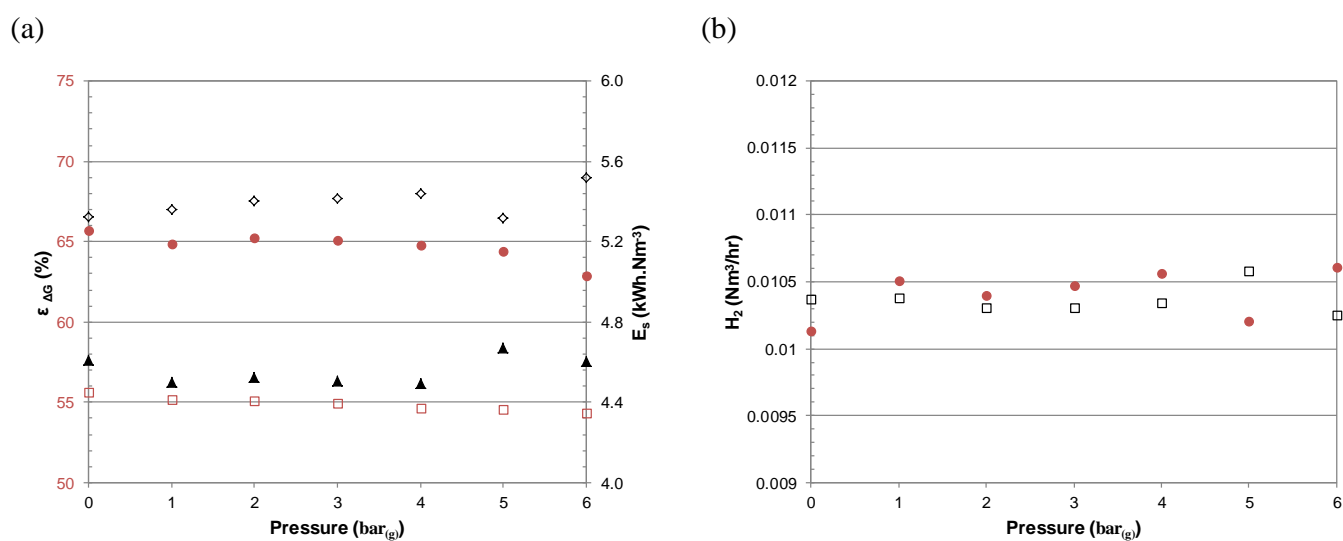 (a)
75
70
65
60
55
50
ε ΔG (%)
6.0
5.6
5.2
4.8
4.4
4.0
Es (kWh.Nm-3)
0 1 2 3 4 5 6
Pressure (bar(g))
(b)
0.012
0.0115
0.011
0.0105
0.01
0.0095
0.009
H2 (Nm3/hr)
0 1 2 3 4 5 6
Pressure (bar(g))